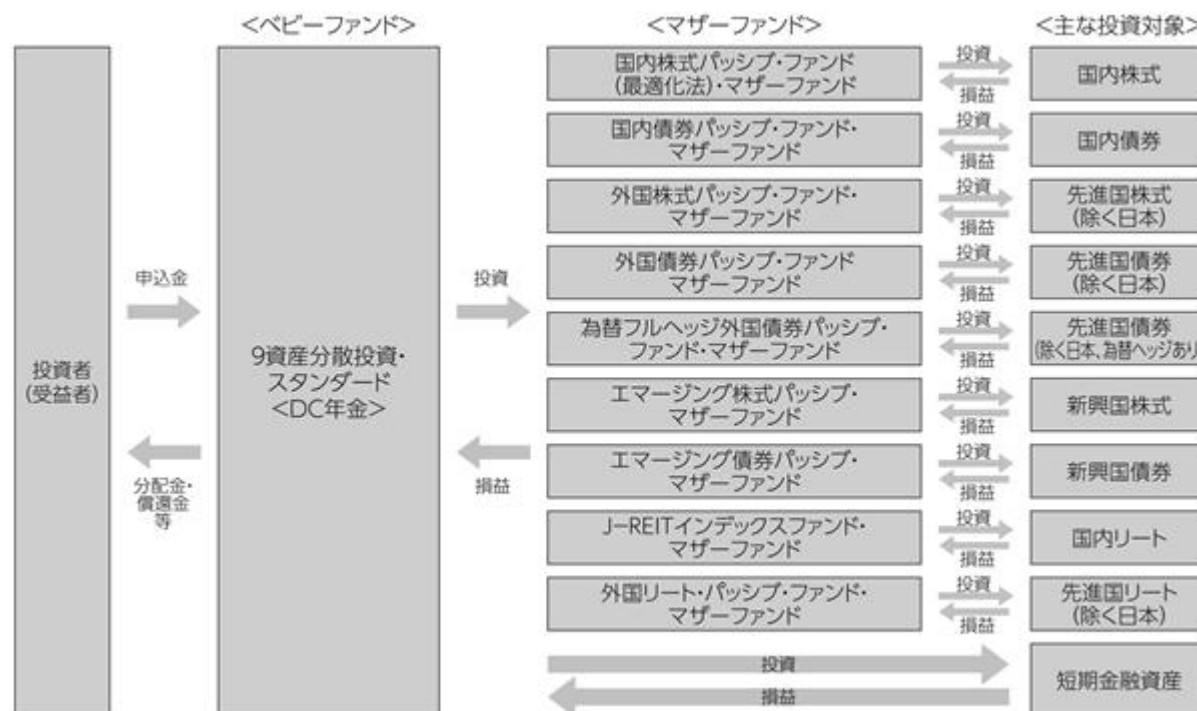 <ベビーファンド>
<マザーファンド>
<主な投資対象>
投資者
(受益者)
申込金
分配金・
償還金
等
9資産分散投資・
スタンダード
<DC年金>
投資
損益
国内株式パッシブ・ファンド
(最適化法)・マザーファンド
投資
損益
国内株式
国内債券パッシブ・ファンド・
マザーファンド
投資
損益
国内債券
外国株式パッシブ・ファンド・
マザーファンド
投資
損益
先進国株式
(除く日本)
外国債券パッシブ・ファンド
マザーファンド
投資
損益
先進国債券
(除く日本)
為替フルヘッジ外国債券パッシブ・
ファンド・マザーファンド
投資
損益
先進国債券
(除く日本、為替ヘッジあり)
エマージング株式パッシブ・
マザーファンド
投資
損益
新興国株式
エマージング債券パッシブ・
マザーファンド
投資
損益
新興国債券
J-REITインデックスファンド・
マザーファンド
投資
損益
国内リート
外国リート・パッシブ・ファンド・
マザーファンド
投資
損益
先進国リート
(除く日本)
投資
損益
短期金融資産